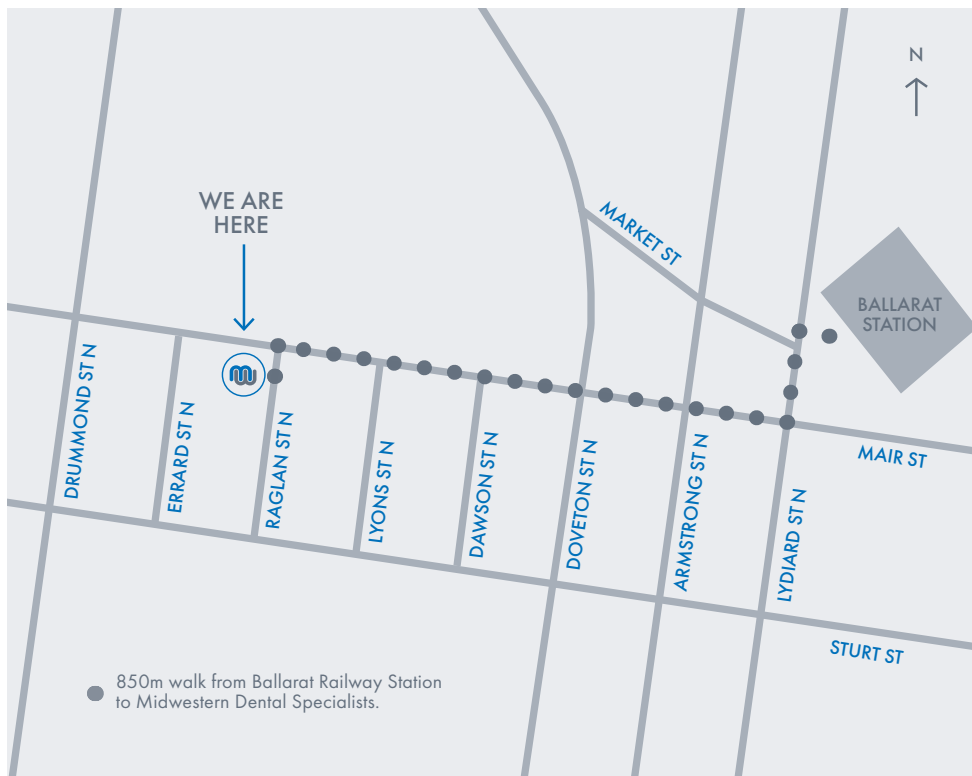 N
WE ARE
HERE
MARKET ST
BALLARAT
STATION
DRUMMOND ST N
ERRARD ST N
RAGLAN ST N
LYONS ST N
DAWSON ST N
DOVETON ST N
ARMSTRONG ST N
LYDIARD ST N
MAIR ST
STURT ST
850m walk from Ballarat Railway Station
to Midwestern Dental Specialists.